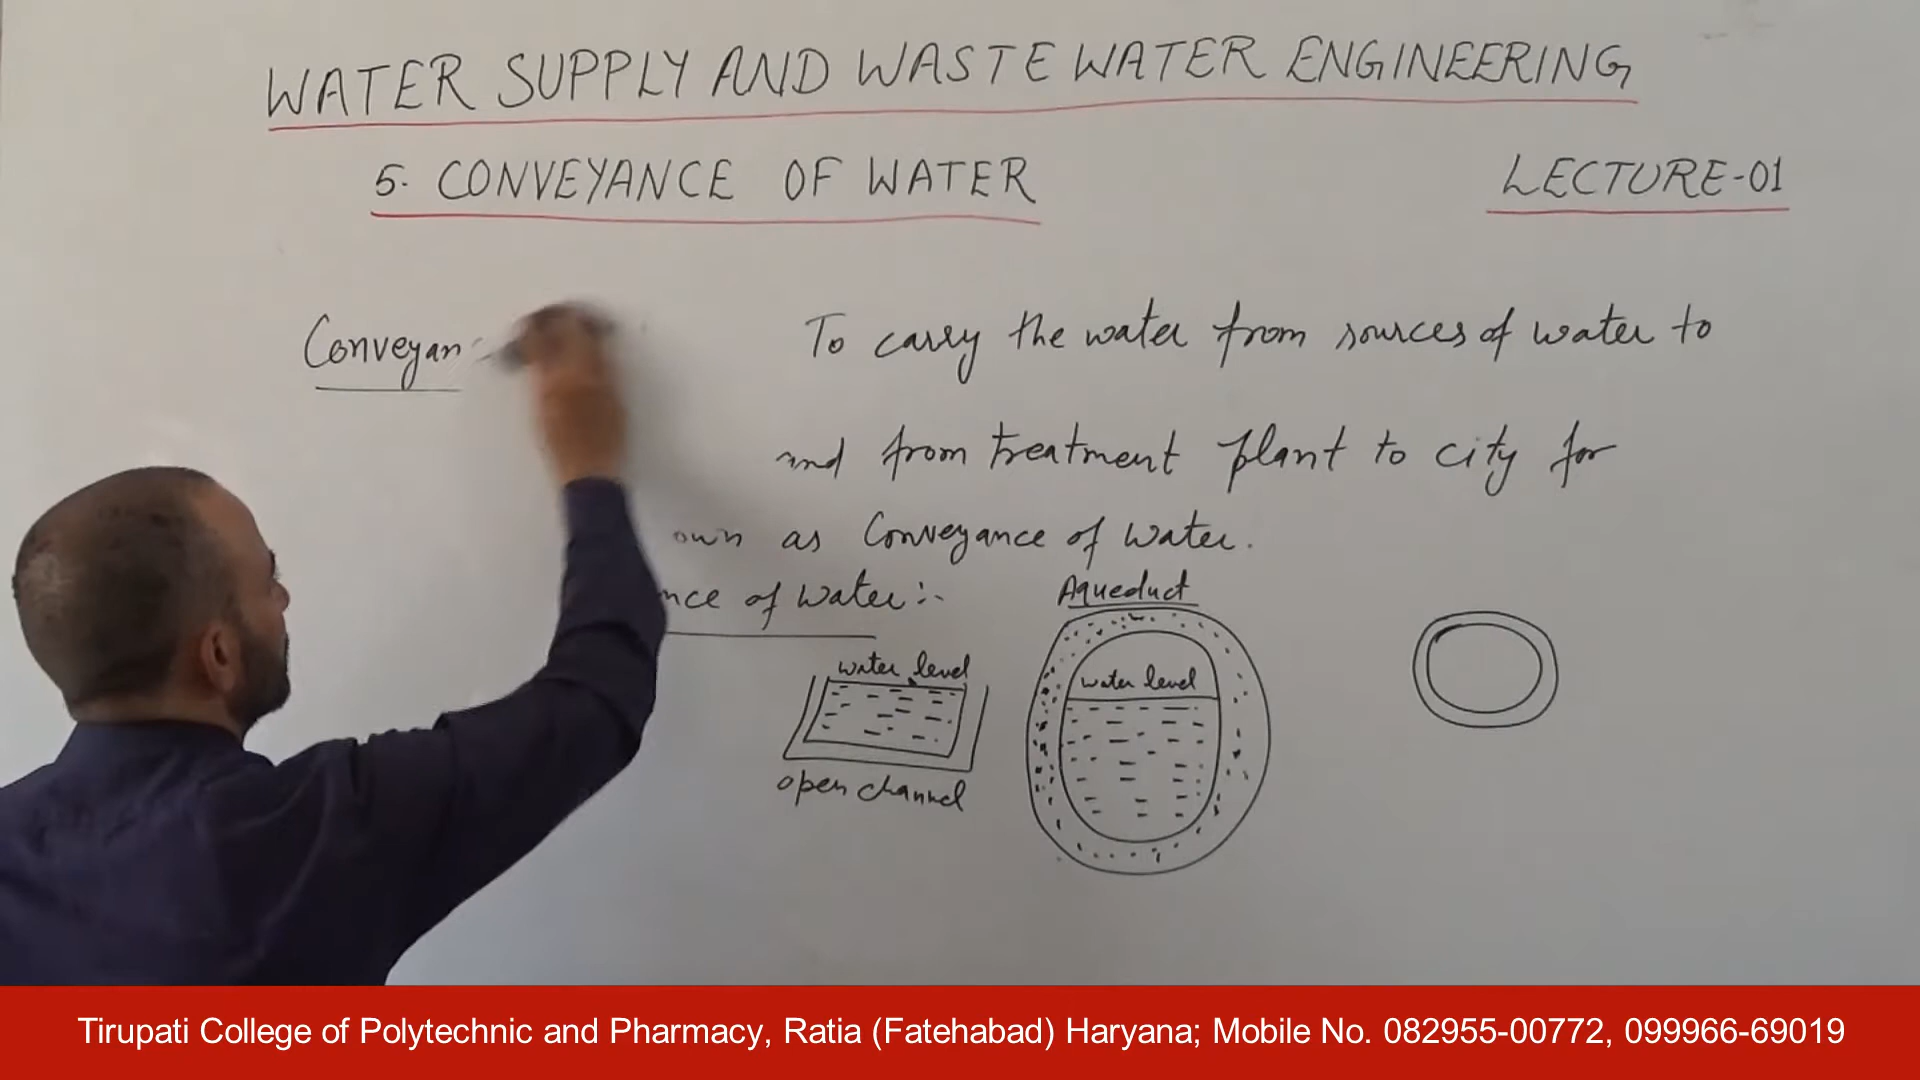 WATER SUPPLY AND WASTE WATER ENGINEERING
5. CONVEYANCE OF WATER
LECTURE-01
Conveyan
To carry the water from sources of water to
and from treatment plant to city for
own as Conveyance of Water.
nce of Water :-
Aqueduct
water level
water level
open channel
Tirupati College of Polytechnic and Pharmacy, Ratia (Fatehabad) Haryana; Mobile No. 082955-00772, 099966-69019